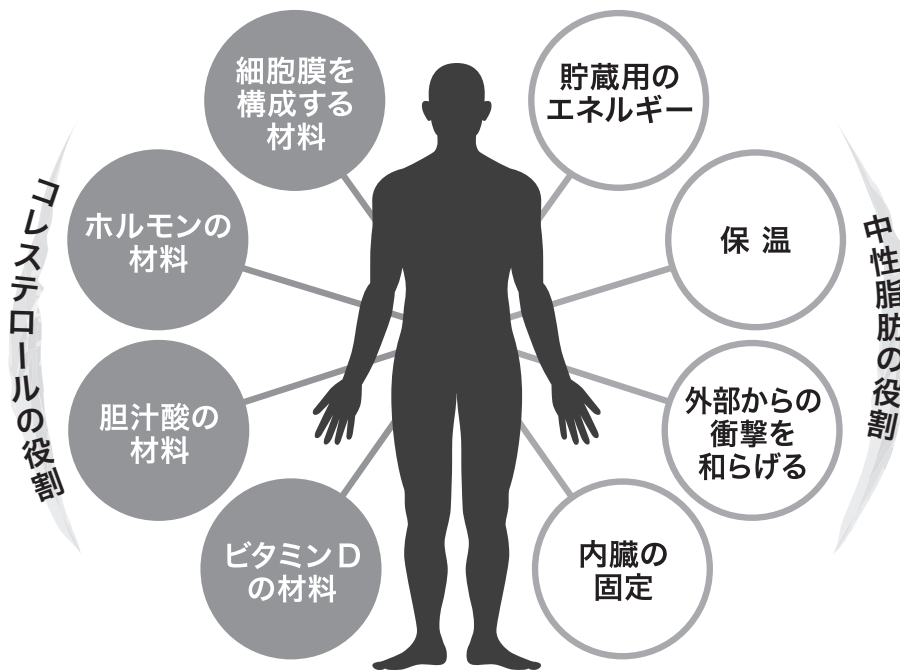 コレステロールの役割
細胞膜を
構成する
材料
ホルモンの
材料
胆汁酸の
材料
ビタミンD
の材料
貯蔵用の
エネルギー
保 温
外部からの
衝撃を
和らげる
内臓の
固定
中性脂肪の役割